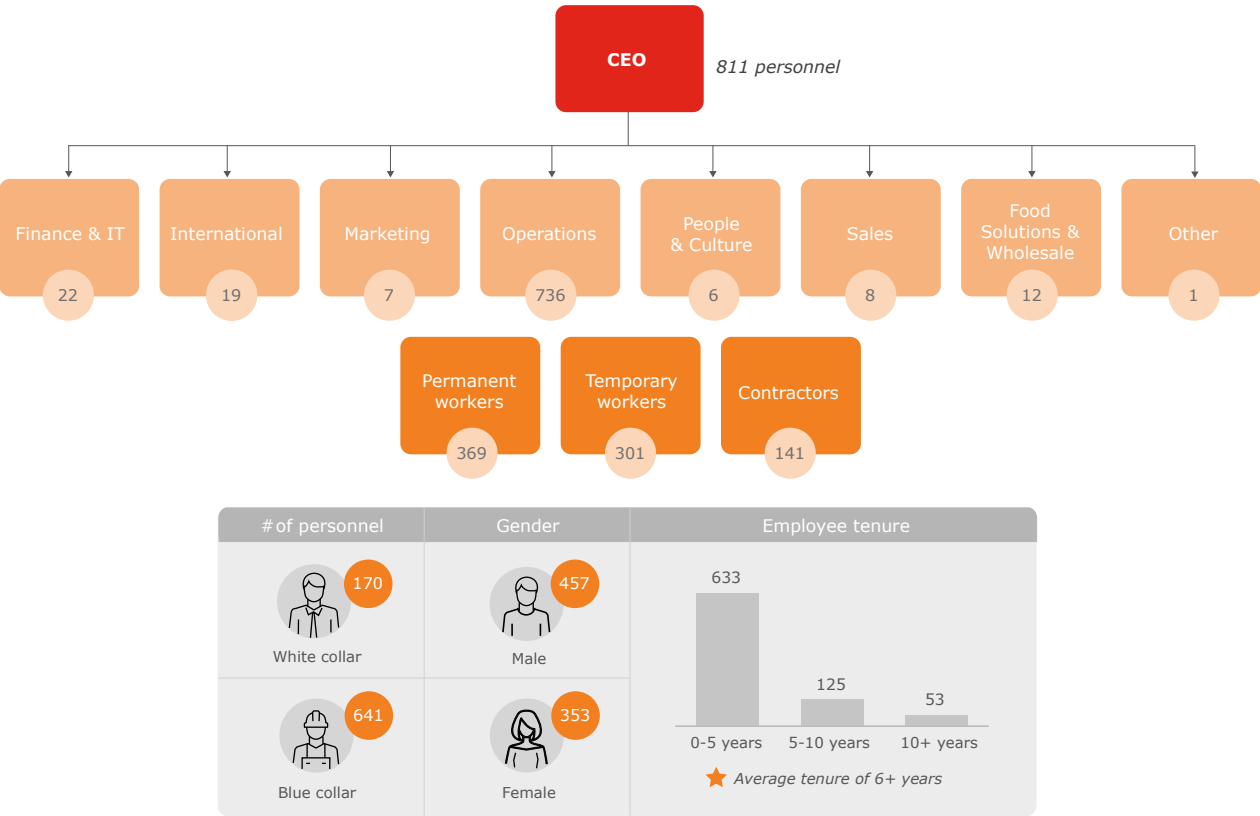 CEO
811 personnel
Finance & IT
22
International
19
Marketing
7
Operations
736
People
& Culture
6
Sales
8
Food
Solutions &
Wholesale
12
Other
1
Permanent
workers
369
Temporary
workers
301
Contractors
141
# of personnel
Gender
Employee tenure
170
White collar
457
Male
641
Blue collar
353
Female
633
125
53
0-5 years
5-10 years
10+ years
Average tenure of 6+ years